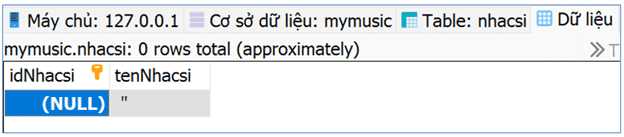 Máy chủ: 127.0.0.1 Cơ sở dữ liệu: mymusic Table: nhacsi Dữ liệu
mymusic.nhacsi: 0 rows total (approximately) >> T
idNhacsi tenNhacsi
(NULL) "